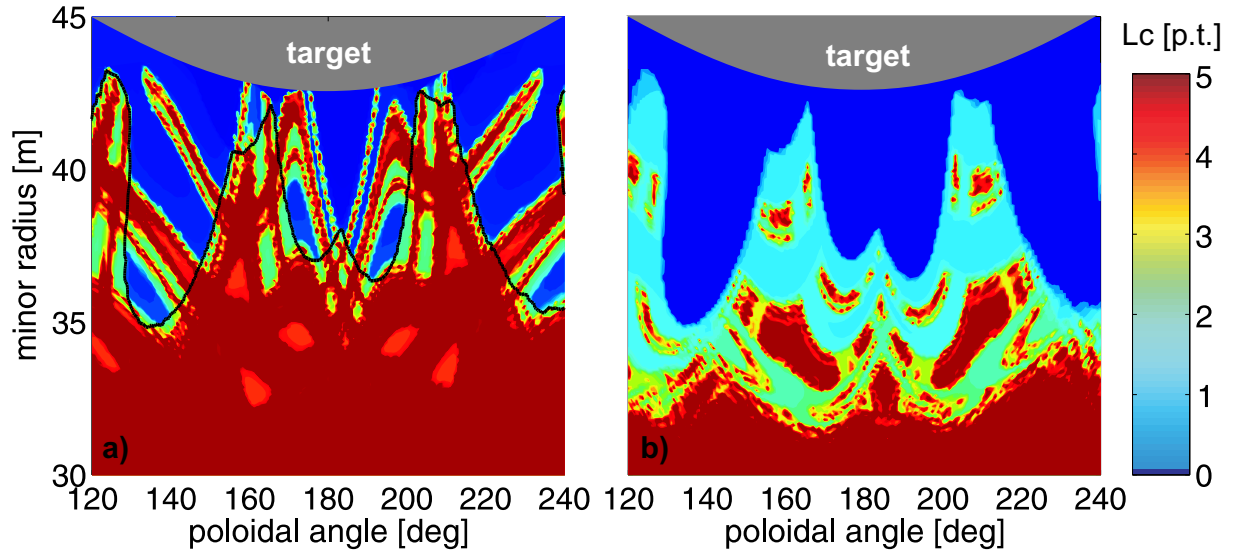 45
40
35
30
minor radius [m]
target
a)
120 140 160 180 200 220 240
poloidal angle [deg]
target
b)
120 140 160 180 200 220 240
poloidal angle [deg]
Lc [p.t.]
5
4
3
2
1
0